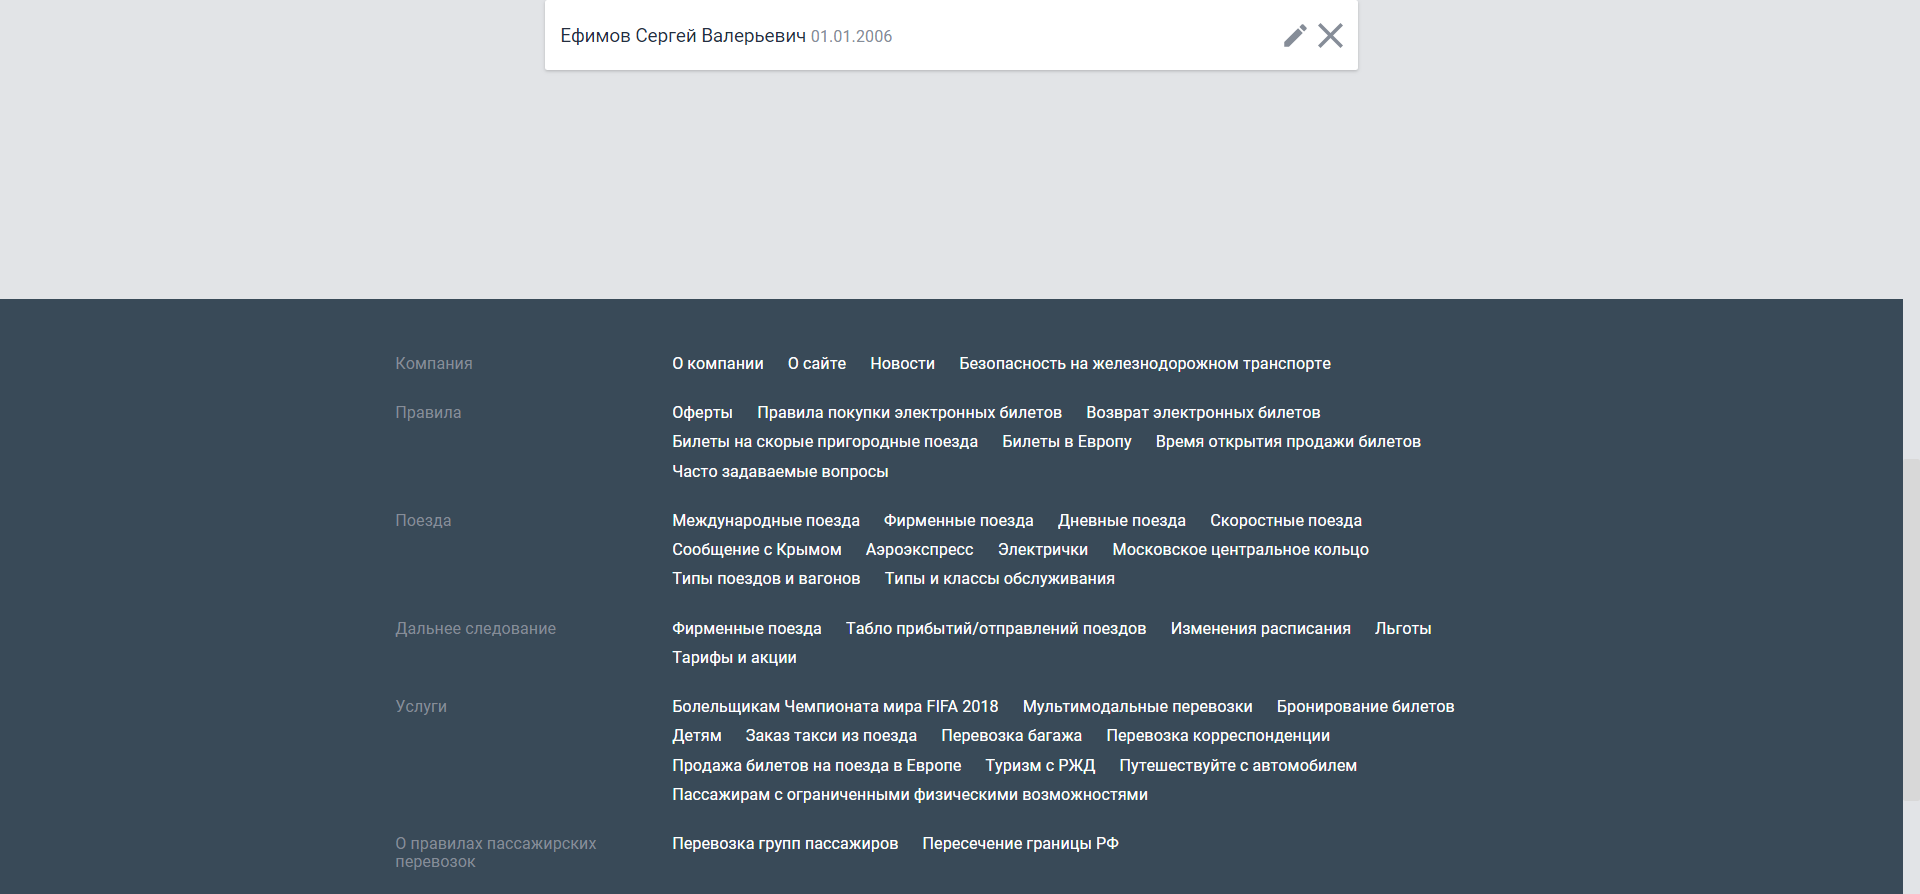 Ефимов Сергей Валерьевич 01.01.2006
Компания
О компании О сайте Новости Безопасность на железнодорожном транспорте
Правила
Оферты Правила покупки электронных билетов Возврат электронных билетов
Билеты на скорые пригородные поезда Билеты в Европу Время открытия продажи билетов
Часто задаваемые вопросы
Поезда
Международные поезда Фирменные поезда Дневные поезда Скоростные поезда
Сообщение с Крымом Аэроэкспресс Электрички Московское центральное кольцо
Типы поездов и вагонов Типы и классы обслуживания
Дальнее следование
Фирменные поезда Табло прибытий/отправлений поездов Изменения расписания Льготы
Тарифы и акции
Услуги
Болельщикам Чемпионата мира FIFA 2018 Мультимодальные перевозки Бронирование билетов
Детям Заказ такси из поезда Перевозка багажа Перевозка корреспонденции
Продажа билетов на поезда в Европе Туризм с РЖД Путешествуйте с автомобилем
Пассажирам с ограниченными физическими возможностями
О правилах пассажирских
перевозок
Перевозка групп пассажиров Пересечение границы РФ